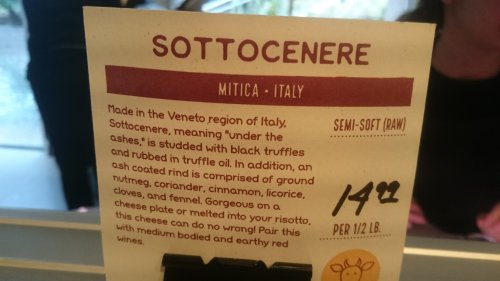 SOTTOCENERE
MITICA • ITALY
Made in the Veneto region of Italy,
Sottocenere, meaning "under the
ashes," is studded with black truffles
and rubbed in truffle oil. In addition, an
ash coated rind is comprised of ground
nutmeg, coriander, cinnamon, licorice,
cloves, and fennel. Gorgeous on a
cheese plate or melted into your risotto,
this cheese can do no wrong! Pair this
with medium bodied and earthy red
wines.
SEMI-SOFT (RAW)
14.99
PER 1/2 LB.